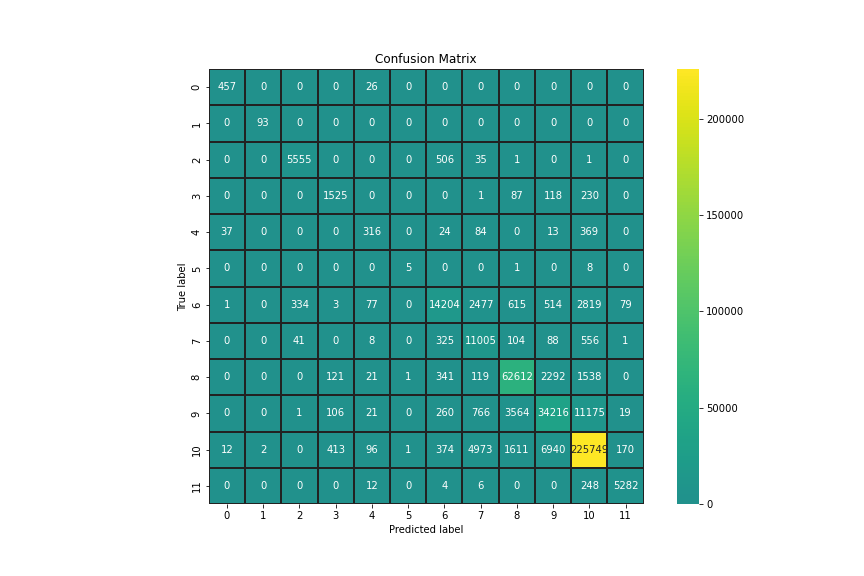 Confusion Matrix
0 457 0 0 0 26 0 0 0 0 0 0 0
1 0 93 0 0 0 0 0 0 0 0 0 0
2 0 0 5555 0 0 0 506 35 1 0 1 0
3 0 0 0 1525 0 0 0 1 87 118 230 0
4 37 0 0 0 316 0 24 84 0 13 369 0
5 0 0 0 0 0 5 0 0 1 0 8 0
6 1 0 334 3 77 0 14204 2477 615 514 2819 79
7 0 0 41 0 8 0 325 11005 104 88 556 1
8 0 0 0 121 21 1 341 119 62612 2292 1538 0
9 0 0 1 106 21 0 260 766 3564 34216 11175 19
10 12 2 0 413 96 1 374 4973 1611 6940 225749 170
11 0 0 0 0 12 0 4 6 0 0 248 5282
0 1 2 3 4 5 6 7 8 9 10 11
Predicted label
True label
200000
150000
100000
50000
0